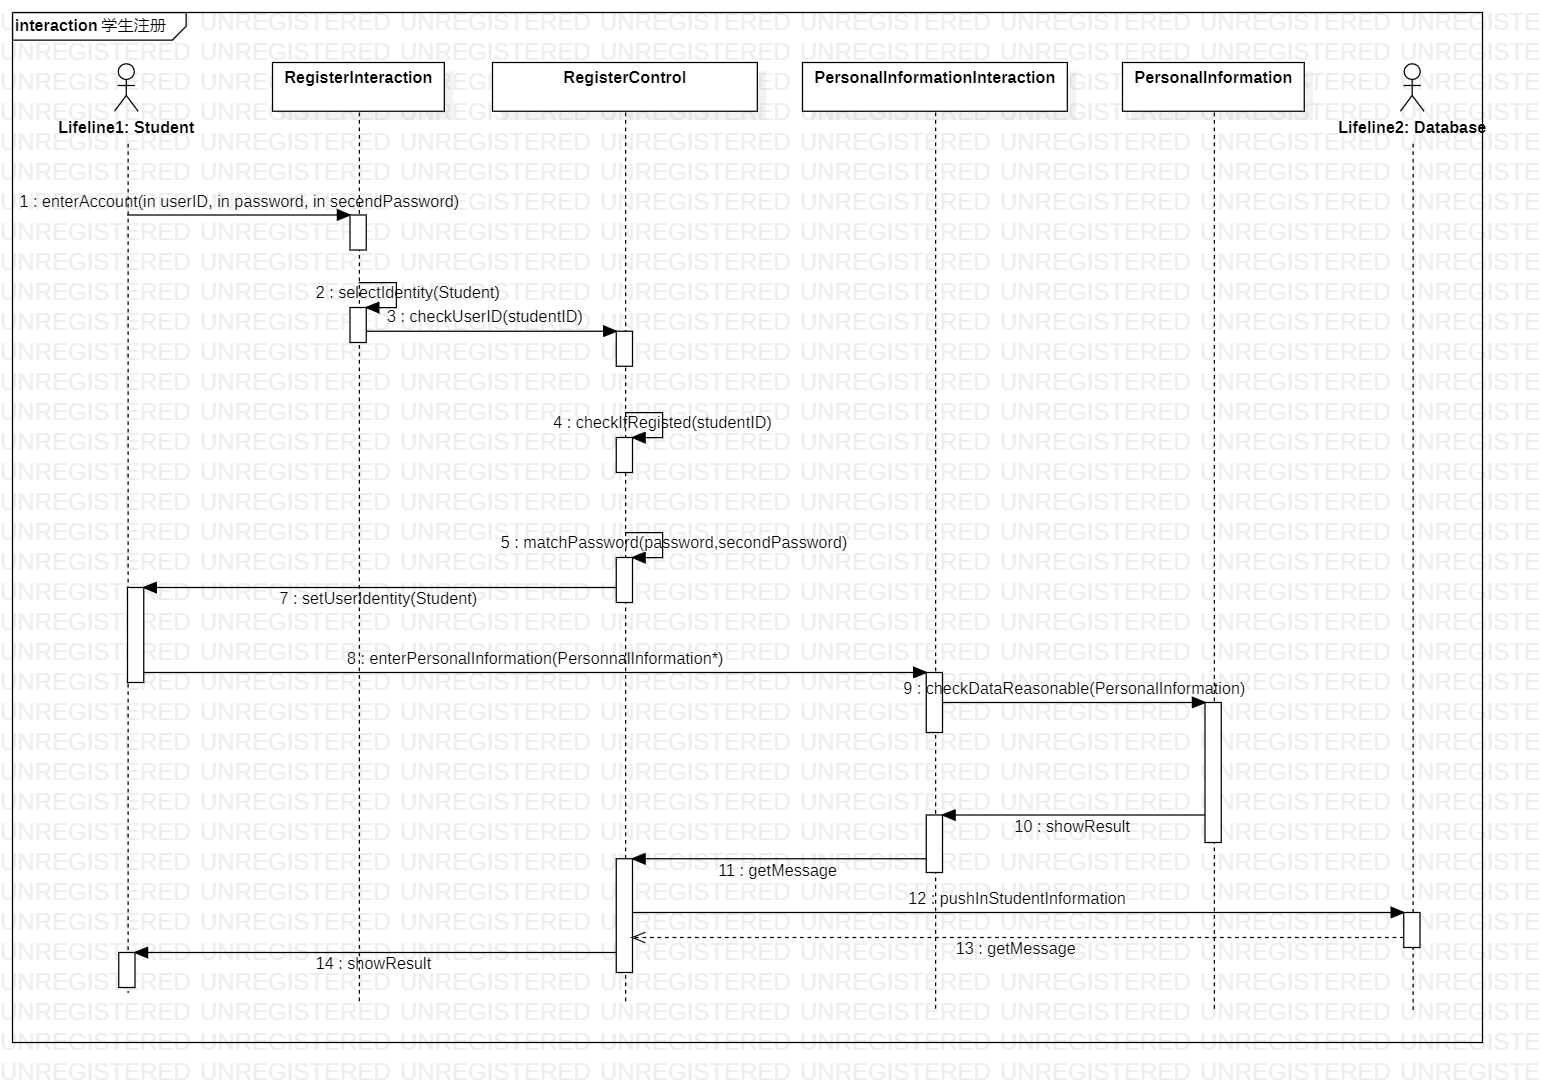 interaction 学生注册
RegisterInteraction
RegisterControl
PersonalInformationInteraction
PersonalInformation
Lifeline1: Student
Lifeline2: Database
1 : enterAccount(in userID, in password, in secendPassword)
2 : selectIdentity(Student)
3 : checkUserID(studentID)
4 : checkIfRegisted(studentID)
5 : matchPassword(password,secondPassword)
7 : setUserIdentity(Student)
8 : enterPersonalInformation(PersonnalInformation*)
9 : checkDataReasonable(PersonalInformation)
10 : showResult
11 : getMessage
12 : pushInStudentInformation
13 : getMessage
14 : showResult
UNREGISTERED